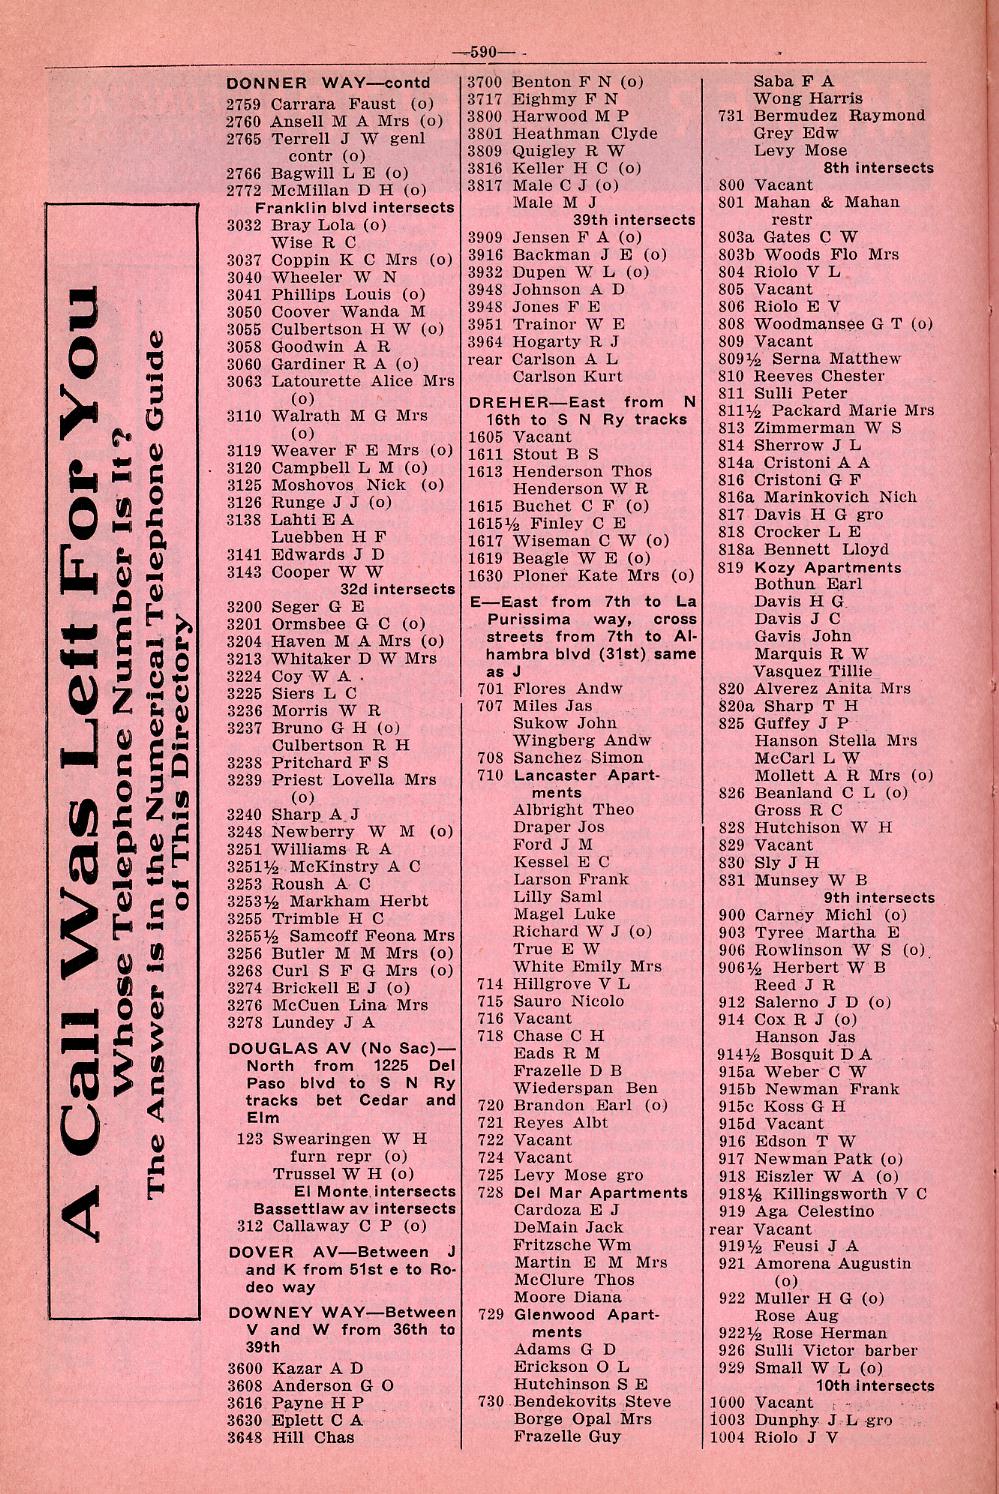 —590—
A Call Was Left For You
Whose Telephone Number Is It?
The Answer is in the Numerical Telephone Guide
of This Directory
DONNER WAY—contd
2759 Carrara Faust (o)
2760 Ansell M A Mrs (o)
2765 Terrell J W genl
contr (o)
2766 Bagwill L E (o)
2772 McMillan D H (o)
Franklin blvd intersects
3032 Bray Lola (o)
Wise R C
3037 Coppin K C Mrs (o)
3040 Wheeler W N
3041 Phillips Louis (o)
3050 Coover Wanda M
3055 Culbertson H W (o)
3058 Goodwin A R
3060 Gardiner R A (o)
3063 Latourette Alice Mrs
(o)
3110 Walrath M G Mrs
(o)
3119 Weaver F E Mrs (o)
3120 Campbell L M (o)
3125 Moshovos Nick (o)
3126 Runge J J (o)
3138 Lahti E A
Luebben H F
3141 Edwards J D
3143 Cooper W W
32d intersects
3200 Seger G E
3201 Ormsbee G C (o)
3204 Haven M A Mrs (o)
3213 Whitaker D W Mrs
3224 Coy W A
3225 Siers L C
3236 Morris W R
3237 Bruno G H (o)
Culbertson R H
3238 Pritchard F S
3239 Priest Lovella Mrs
(o)
3240 Sharp A J
3248 Newberry W M (o)
3251 Williams R A
3251½ McKinstry A C
3253 Roush A C
3253½ Markham Herbt
3255 Trimble H C
3255½ Samcoff Feona Mrs
3256 Butler M M Mrs (o)
3268 Curl S F G Mrs (o)
3274 Brickell E J (o)
3276 McCuen Lina Mrs
3278 Lundey J A
DOUGLAS AV (No Sac)—
North from 1225 Del
Paso blvd to S N Ry
tracks bet Cedar and
Elm
123 Swearingen W H
furn repr (o)
Trussel W H (o)
El Monte intersects
Bassettlaw av intersects
312 Callaway C P (o)
DOVER AV—Between J
and K from 51st e to Ro-
deo way
DOWNEY WAY—Between
V and W from 36th to
39th
3600 Kazar A D
3608 Anderson G O
3616 Payne H P
3630 Eplett C A
3648 Hill Chas
3700 Benton F N (o)
3717 Eighmy F N
3800 Harwood M P
3801 Heathman Clyde
3809 Quigley R W
3816 Keller H C (o)
3817 Male C J (o)
Male M J
39th intersects
3909 Jensen F A (o)
3916 Backman J E (o)
3932 Dupen W L (o)
3948 Johnson A D
3948 Jones F E
3951 Trainor W E
3964 Hogarty R J
rear Carlson A L
Carlson Kurt
DREHER—East from N
16th to S N Ry tracks
1605 Vacant
1611 Stout B S
1613 Henderson Thos
Henderson W R
1615 Buchet C F (o)
1615½ Finley C E
1617 Wiseman C W (o)
1619 Beagle W E (o)
1630 Ploner Kate Mrs (o)
E—East from 7th to La
Purissima way, cross
streets from 7th to Al-
hambra blvd (31st) same
as J
701 Flores Andw
707 Miles Jas
Sukow John
Wingberg Andw
708 Sanchez Simon
710 Lancaster Apart-
ments
Albright Theo
Draper Jos
Ford J M
Kessel E C
Larson Frank
Lilly Saml
Magel Luke
Richard W J (o)
True E W
White Emily Mrs
714 Hillgrove V L
715 Sauro Nicolo
716 Vacant
718 Chase C H
Eads R M
Frazelle D B
Wiederspan Ben
720 Brandon Earl (o)
721 Reyes Albt
722 Vacant
724 Vacant
725 Levy Mose gro
728 Del Mar Apartments
Cardoza E J
DeMain Jack
Fritzsche Wm
Martin E M Mrs
McClure Thos
Moore Diana
729 Glenwood Apart-
ments
Adams G D
Erickson O L
Hutchinson S E
730 Bendekovits Steve
Borge Opal Mrs
Frazelle Guy
Saba F A
Wong Harris
731 Bermudez Raymond
Grey Edw
Levy Mose
8th intersects
800 Vacant
801 Mahan & Mahan
restr
803a Gates C W
803b Woods Flo Mrs
804 Riolo V L
805 Vacant
806 Riolo E V
808 Woodmansee G T (o)
809 Vacant
809½ Serna Matthew
810 Reeves Chester
811 Sulli Peter
811½ Packard Marie Mrs
813 Zimmerman W S
814 Sherrow J L
814a Cristoni A A
816 Cristoni G F
816a Marinkovich Nich
817 Davis H G gro
818 Crocker L E
818a Bennett Lloyd
819 Kozy Apartments
Bothun Earl
Davis H G
Davis J C
Gavis John
Marquis R W
Vasquez Tillie
820 Alverez Anita Mrs
820a Sharp T H
825 Guffey J P
Hanson Stella Mrs
McCarl L W
Mollett A R Mrs (o)
826 Beanland C L (o)
Gross R C
828 Hutchison W H
829 Vacant
830 Sly J H
831 Munsey W B
9th intersects
900 Carney Michl (o)
903 Tyree Martha E
906 Rowlinson W S (o)
906½ Herbert W B
Reed J R
912 Salerno J D (o)
914 Cox R J (o)
Hanson Jas
914½ Bosquit D A
915a Weber C W
915b Newman Frank
915c Koss G H
915d Vacant
916 Edson T W
917 Newman Patk (o)
918 Eiszler W A (o)
918⅛ Killingsworth V C
919 Aga Celestino
rear Vacant
919½ Feusi J A
921 Amorena Augustin
(o)
922 Muller H G (o)
Rose Aug
922½ Rose Herman
926 Sulli Victor barber
929 Small W L (o)
10th intersects
1000 Vacant
1003 Dunphy J L gro
1004 Riolo J V